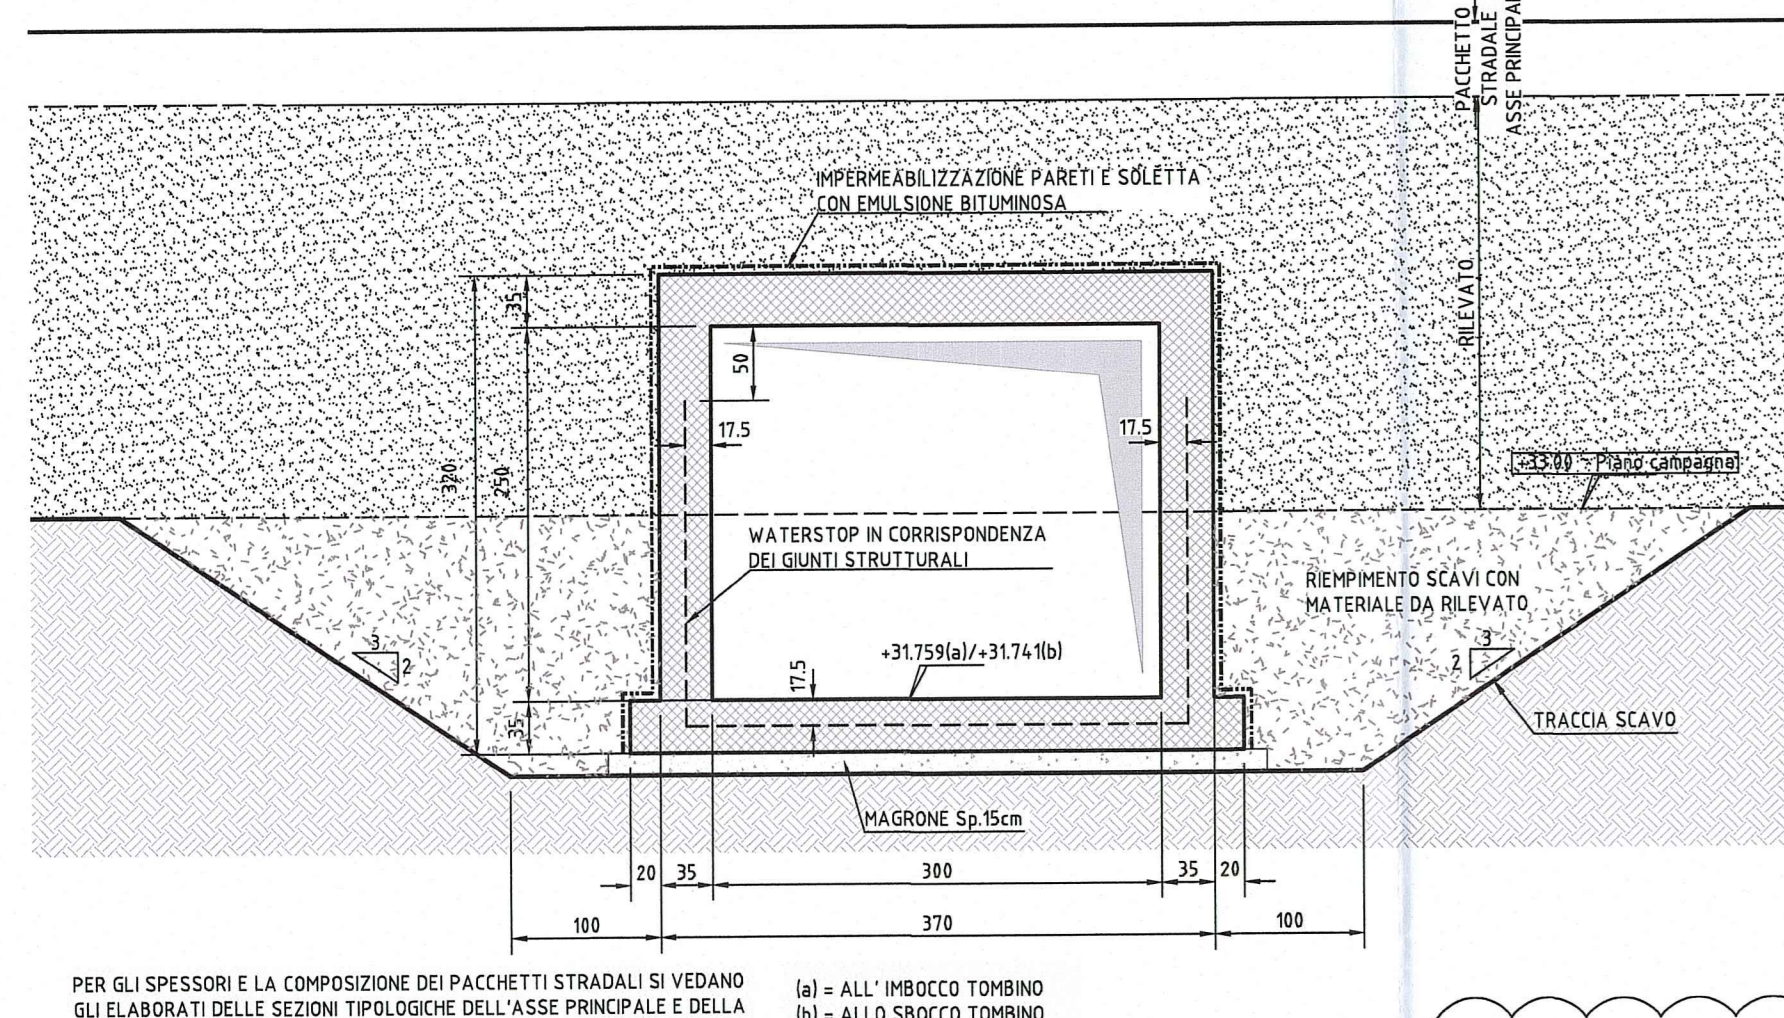 PACCHETTO
STRADALE
IMPERMEABILIZZAZIONE PARETI E SOLETTA
CON EMULSIONE BITUMINOSA
RILEVATO
35
50
17.5
17.5
320
250
+33.00 - Piano campagna
WATERSTOP IN CORRISPONDENZA
DEI GIUNTI STRUTTURALI
RIEMPIMENTO SCAVI CON
MATERIALE DA RILEVATO
3
2
3
2
+31.759(a)/+31.741(b)
17.5
35
TRACCIA SCAVO
MAGRONE Sp.15cm
20 35 300 35 20
100 370 100
PER GLI SPESSORI E LA COMPOSIZIONE DEI PACCHETTI STRADALI SI VEDANO
GLI ELABORATI DELLE SEZIONI TIPOLOGICHE DELL'ASSE PRINCIPALE E DELLA
(a) = ALL' IMBOCCO TOMBINO
(b) = ALLO SBOCCO TOMBINO